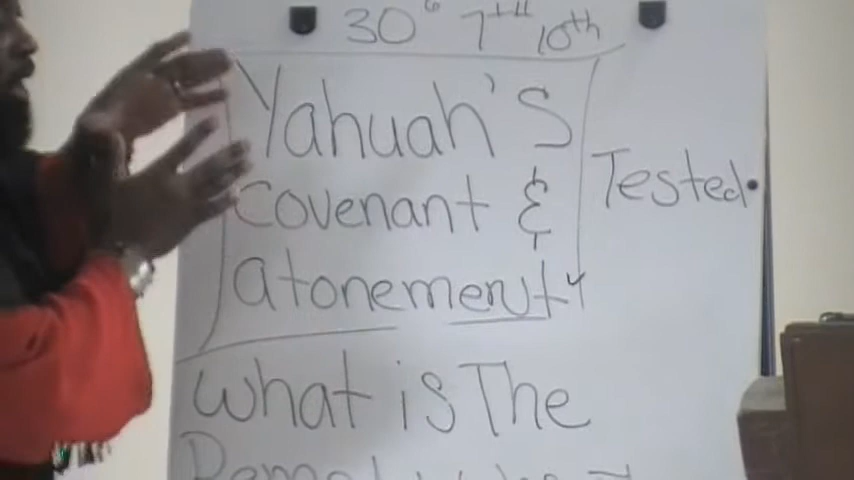 30 7th 10th
Yahuah's
covenant &
atonement
Tested.
What is The